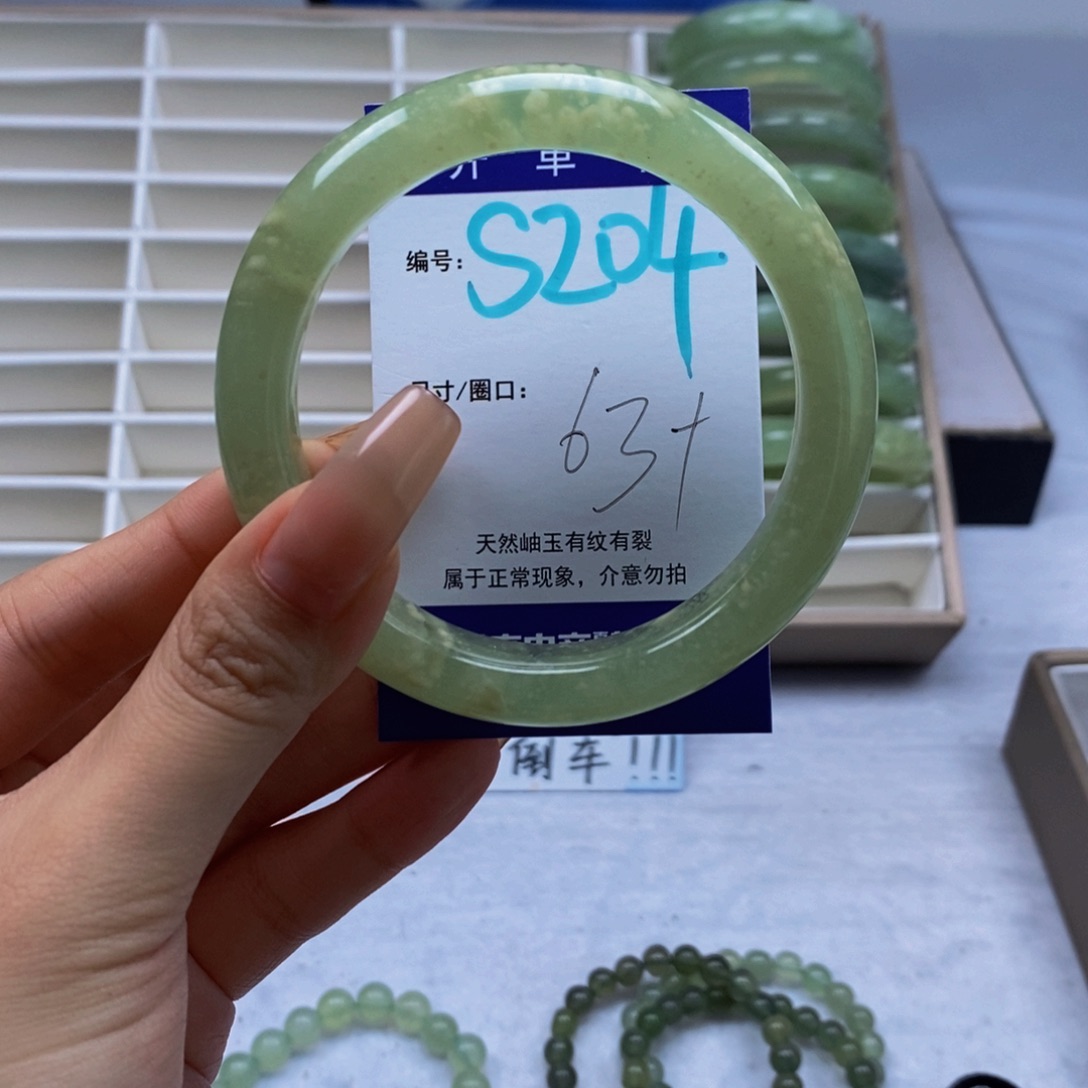 编号：S204
尺寸/圈口：
63+
天然岫玉有纹有裂
属于正常现象，介意勿拍
倒车!!!